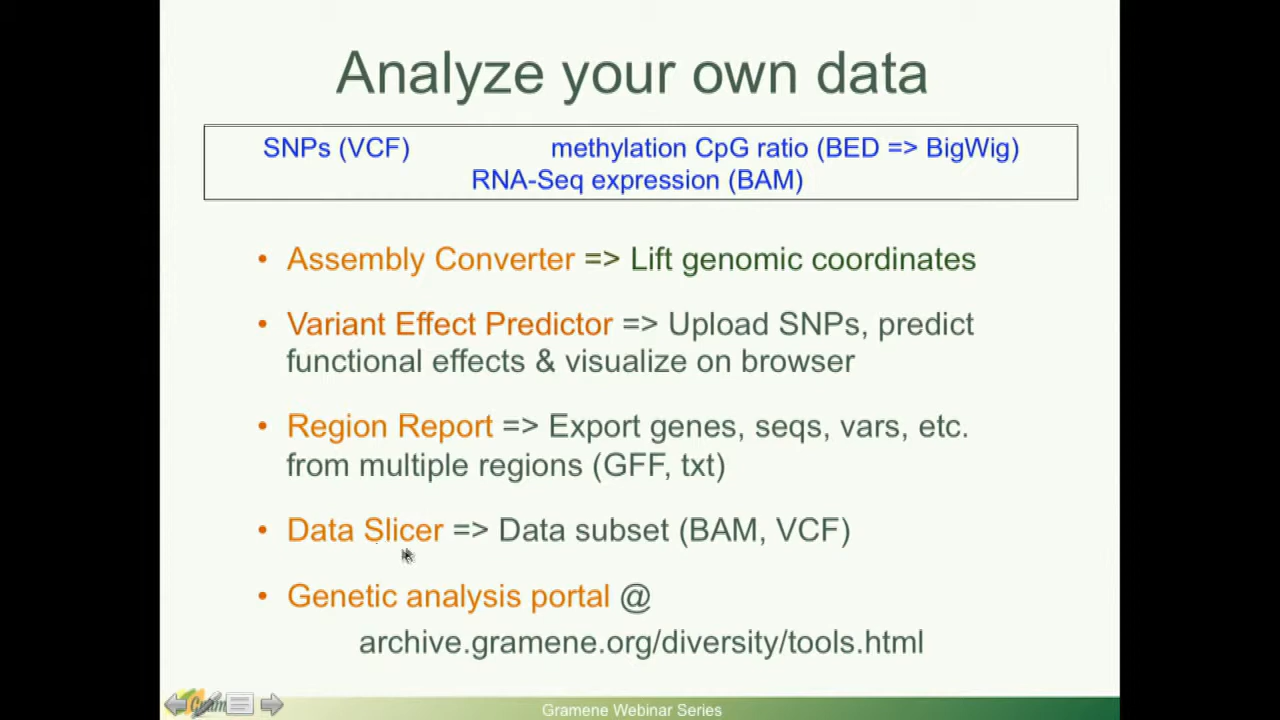 Analyze your own data
SNPs (VCF) methylation CpG ratio (BED => BigWig)
RNA-Seq expression (BAM)
• Assembly Converter => Lift genomic coordinates
• Variant Effect Predictor => Upload SNPs, predict
functional effects & visualize on browser
• Region Report => Export genes, seqs, vars, etc.
from multiple regions (GFF, txt)
• Data Slicer => Data subset (BAM, VCF)
• Genetic analysis portal @
archive.gramene.org/diversity/tools.html
Gramene Webinar Series